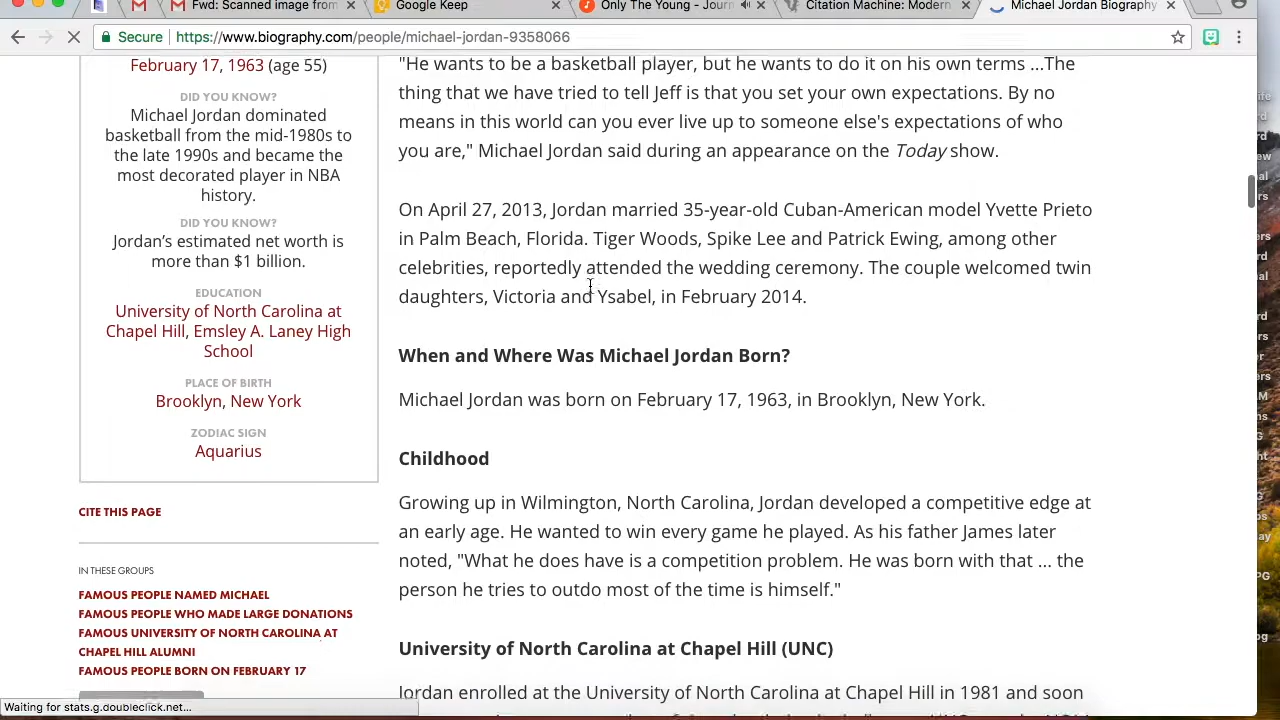 Fwd: Scanned image from
Google Keep
Only The Young - Journ
Citation Machine: Modern
Michael Jordan Biography
Secure
https://www.biography.com/people/michael-jordan-9358066
February 17, 1963 (age 55)
DID YOU KNOW?
Michael Jordan dominated
basketball from the mid-1980s to
the late 1990s and became the
most decorated player in NBA
history.
DID YOU KNOW?
Jordan's estimated net worth is
more than $1 billion.
EDUCATION
University of North Carolina at
Chapel Hill, Emsley A. Laney High
School
PLACE OF BIRTH
Brooklyn, New York
ZODIAC SIGN
Aquarius
CITE THIS PAGE
IN THESE GROUPS
FAMOUS PEOPLE NAMED MICHAEL
FAMOUS PEOPLE WHO MADE LARGE DONATIONS
FAMOUS UNIVERSITY OF NORTH CAROLINA AT
CHAPEL HILL ALUMNI
FAMOUS PEOPLE BORN ON FEBRUARY 17
"He wants to be a basketball player, but he wants to do it on his own terms ...The
thing that we have tried to tell Jeff is that you set your own expectations. By no
means in this world can you ever live up to someone else's expectations of who
you are," Michael Jordan said during an appearance on the Today show.
On April 27, 2013, Jordan married 35-year-old Cuban-American model Yvette Prieto
in Palm Beach, Florida. Tiger Woods, Spike Lee and Patrick Ewing, among other
celebrities, reportedly attended the wedding ceremony. The couple welcomed twin
daughters, Victoria and Ysabel, in February 2014.
When and Where Was Michael Jordan Born?
Michael Jordan was born on February 17, 1963, in Brooklyn, New York.
Childhood
Growing up in Wilmington, North Carolina, Jordan developed a competitive edge at
an early age. He wanted to win every game he played. As his father James later
noted, "What he does have is a competition problem. He was born with that ... the
person he tries to outdo most of the time is himself."
University of North Carolina at Chapel Hill (UNC)
Jordan enrolled at the University of North Carolina at Chapel Hill in 1981 and soon
Waiting for stats.g.doubleclick.net...